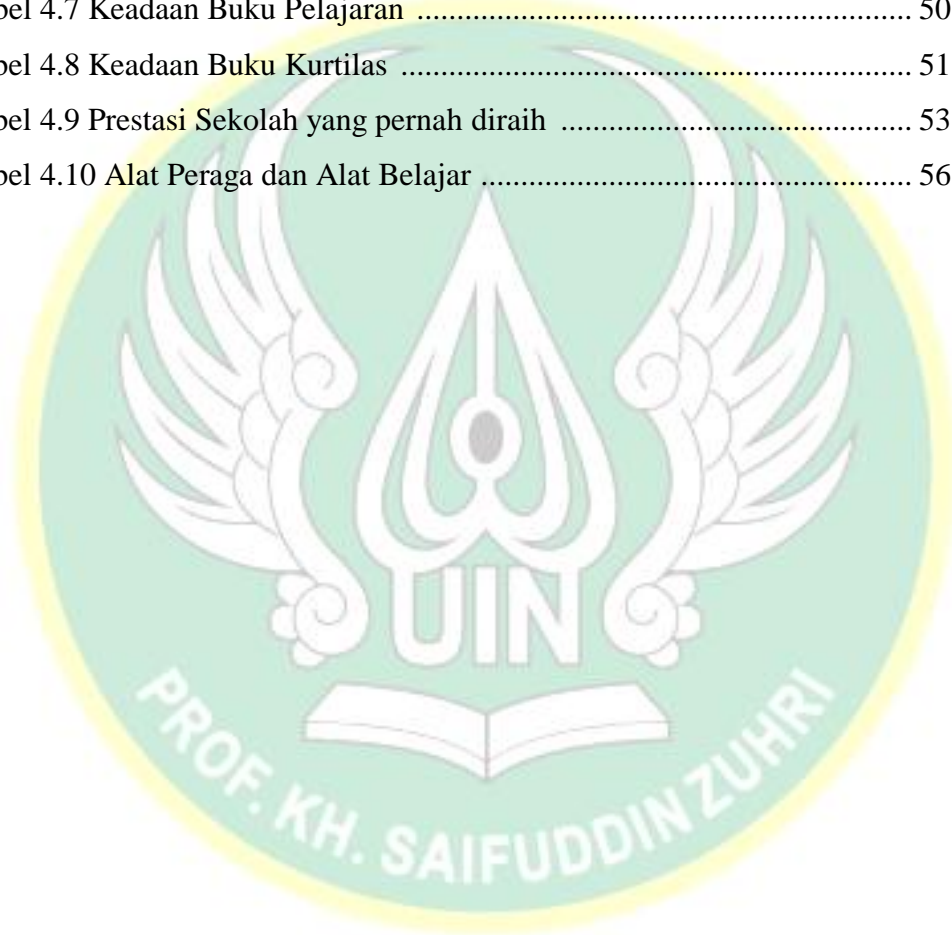 bel 4.7 Keadaan Buku Pelajaran ................................................................ 50
bel 4.8 Keadaan Buku Kurtilas .................................................................. 51
bel 4.9 Prestasi Sekolah yang pernah diraih ............................................. 53
bel 4.10 Alat Peraga dan Alat Belajar ....................................................... 56
UIN
PROF. KH. SAIFUDDIN ZUHRI